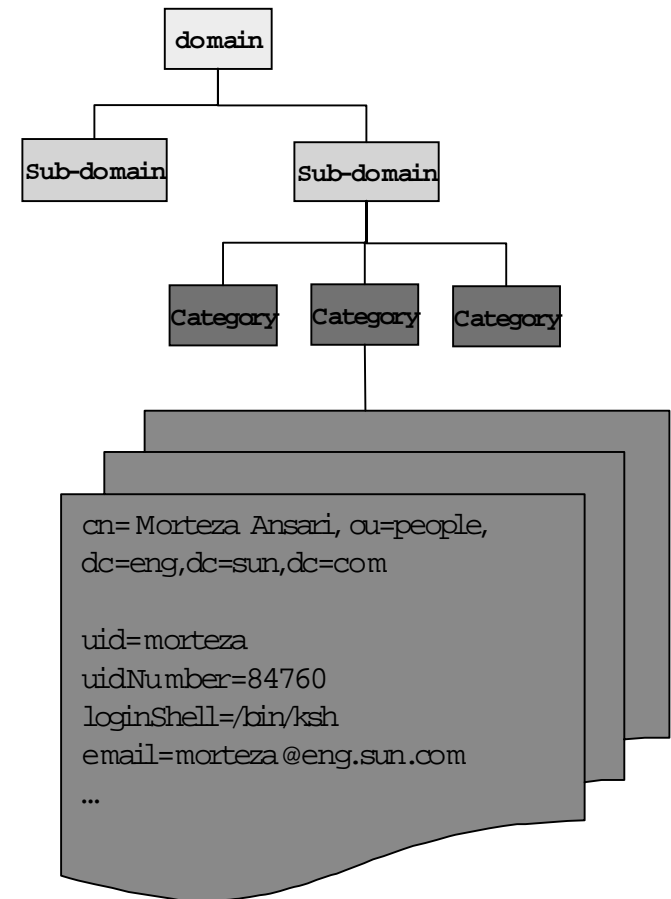 domain
Sub-domain
Sub-domain
Category
Category
Category
cn= Morteza Ansari, ou=people,
dc=eng,dc=sun,dc=com
uid=morteza
uidNumber=84760
loginShell=/bin/ksh
email=morteza@eng.sun.com
...